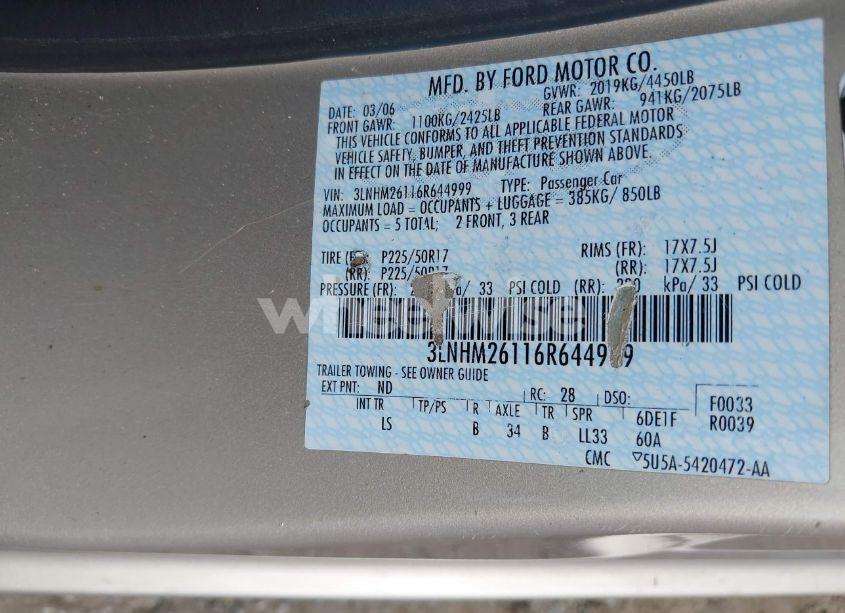 MFD. BY FORD MOTOR CO.
DATE: 03/06 GVWR: 2019KG/4450LB
FRONT GAWR: 1100KG/2425LB REAR GAWR: 941KG/2075LB
THIS VEHICLE CONFORMS TO ALL APPLICABLE FEDERAL MOTOR
VEHICLE SAFETY, BUMPER, AND THEFT PREVENTION STANDARDS
IN EFFECT ON THE DATE OF MANUFACTURE SHOWN ABOVE.
VIN: 3LNHM26116R644999 TYPE: Passenger Car
MAXIMUM LOAD = OCCUPANTS + LUGGAGE = 385KG/ 850LB
OCCUPANTS = 5 TOTAL; 2 FRONT, 3 REAR
TIRE P225/50R17 RIMS (FR): 17X7.5J
(RR): P225/50R17 (RR): 17X7.5J
PRESSURE (FR): / 33 PSI COLD (RR): kPa/ 33 PSI COLD
wheelwise
3LNHM26116R644999
TRAILER TOWING - SEE OWNER GUIDE
EXT PNT: ND RC: 28 DSO: F0033
INT TR TP/PS R AXLE TR SPR 6DE1F R0039
LS B 34 B LL33 60A
CMC ▽5U5A-5420472-AA